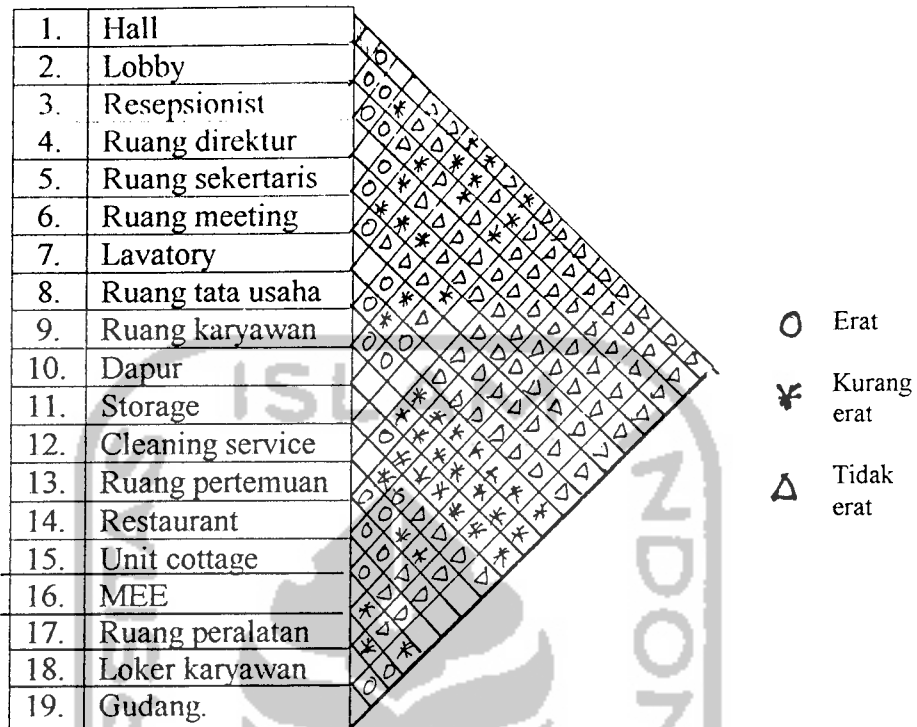 1. Hall
2. Lobby
3. Resepsionist
4. Ruang direktur
5. Ruang sekertaris
6. Ruang meeting
7. Lavatory
8. Ruang tata usaha
9. Ruang karyawan
10. Dapur
11. Storage
12. Cleaning service
13. Ruang pertemuan
14. Restaurant
15. Unit cottage
16. MEE
17. Ruang peralatan
18. Loker karyawan
19. Gudang.
Erat
Kurang
erat
Tidak
erat
ISL
NDON